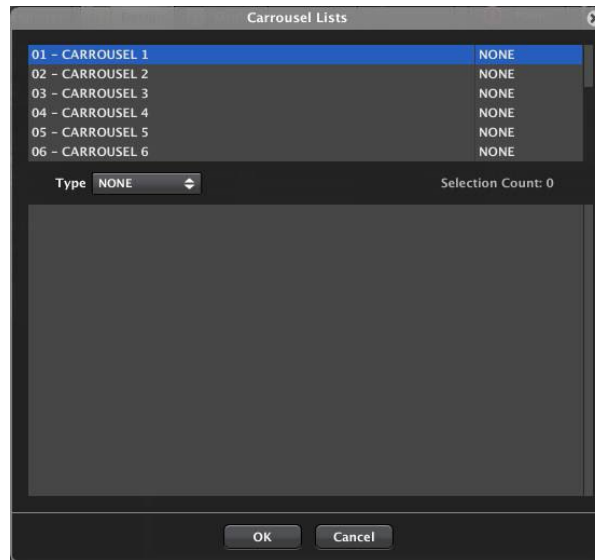 Carrousel Lists
01 – CARROUSEL 1 NONE
02 – CARROUSEL 2 NONE
03 – CARROUSEL 3 NONE
04 – CARROUSEL 4 NONE
05 – CARROUSEL 5 NONE
06 – CARROUSEL 6 NONE
Type NONE Selection Count: 0
OK Cancel